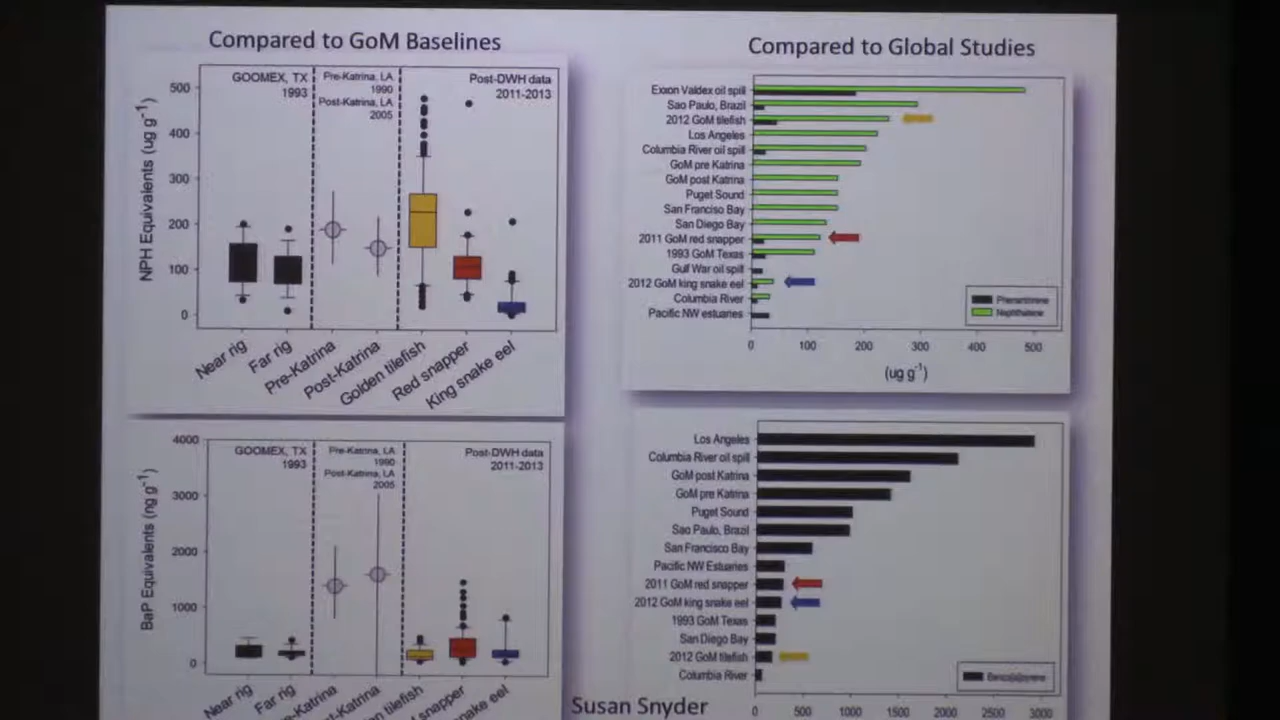 Compared to GoM Baselines
GOOMEX, TX
1993
Pre-Katrina, LA
1990
Post-Katrina, LA
2005
Post-DWH data
2011-2013
NPH Equivalents (ug g-1)
500
400
300
200
100
0
Near rig
Far rig
Pre-Katrina
Post-Katrina
Golden tilefish
Red snapper
King snake eel
GOOMEX, TX
1993
Pre-Katrina, LA
1990
Post-Katrina, LA
2005
Post-DWH data
2011-2013
BaP Equivalents (ng g-1)
4000
3000
2000
1000
0
Near rig
Far rig
e-Katrina
st-Katrina
en tilefish
snapper
nake eel
Compared to Global Studies
Exxon Valdex oil spill
Sao Paulo, Brazil
2012 GoM tilefish
Los Angeles
Columbia River oil spill
GoM pre Katrina
GoM post Katrina
Puget Sound
San Franciso Bay
San Diego Bay
2011 GoM red snapper
1993 GoM Texas
Gulf War oil spill
2012 GoM king snake eel
Columbia River
Pacific NW estuaries
Phenanthrene
Naphthalene
0 100 200 300 400 500
(ug g-1)
Los Angeles
Columbia River oil spill
GoM post Katrina
GoM pre Katrina
Puget Sound
Sao Paulo, Brazil
San Francisco Bay
Pacific NW Estuaries
2011 GoM red snapper
2012 GoM king snake eel
1993 GoM Texas
San Diego Bay
2012 GoM tilefish
Columbia River
Benzo[a]pyrene
0 500 1000 1500 2000 2500 3000
Susan Snyder